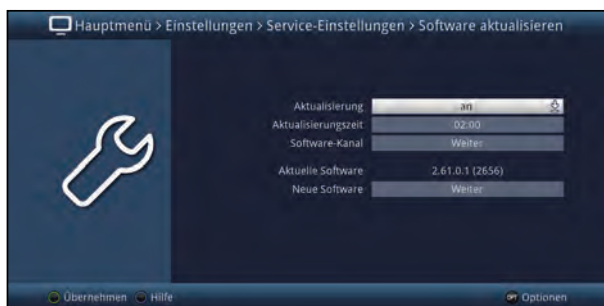 Hauptmenü > Einstellungen > Service-Einstellungen > Software aktualisieren
Aktualisierung an
Aktualisierungszeit 02:00
Software-Kanal Weiter
Aktuelle Software 2.61.0.1 (2656)
Neue Software Weiter
Übernehmen Hilfe OPT Optionen